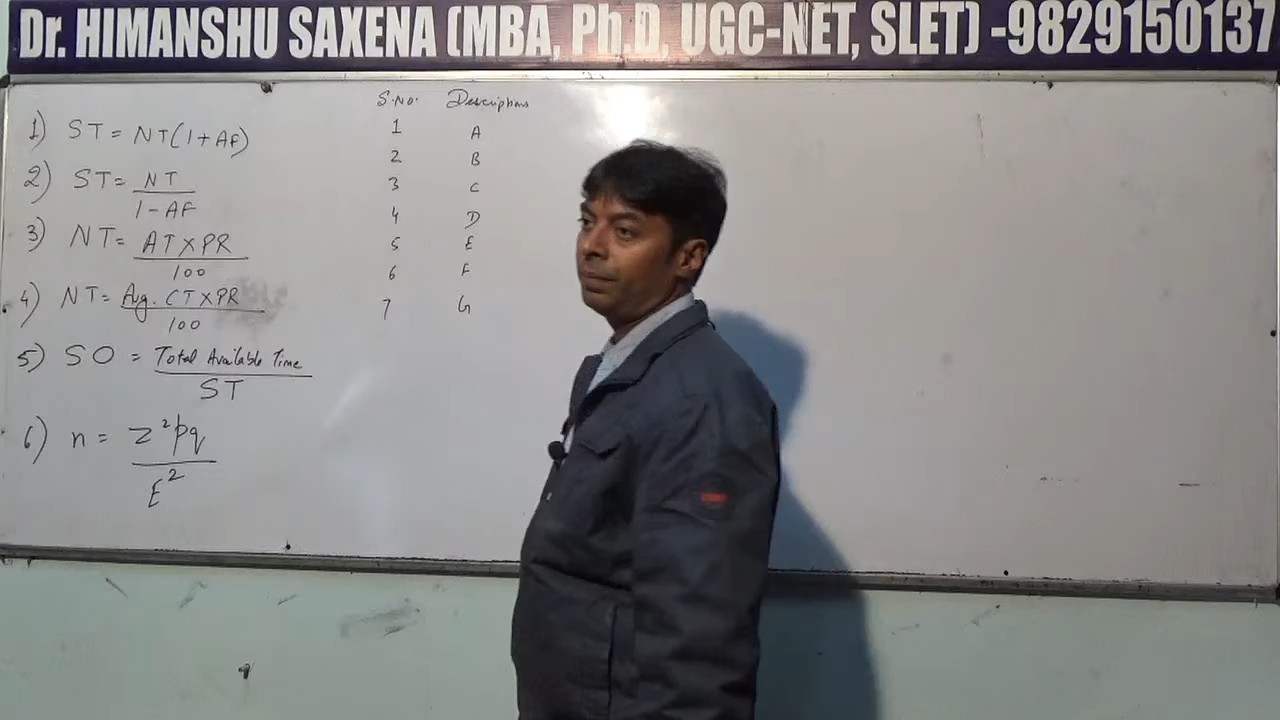 Dr. HIMANSHU SAXENA (MBA, Ph.D, UGC-NET, SLET) -9829150137
1) ST = NT(1+AF)
2) ST = NT
1-AF
3) NT = AT X PR
100
4) NT = Avg. CT X PR
100
5) SO = Total Available Time
ST
6) n = Z²pq
E²
S.No. Descriptions
1 A
2 B
3 C
4 D
5 E
6 F
7 G